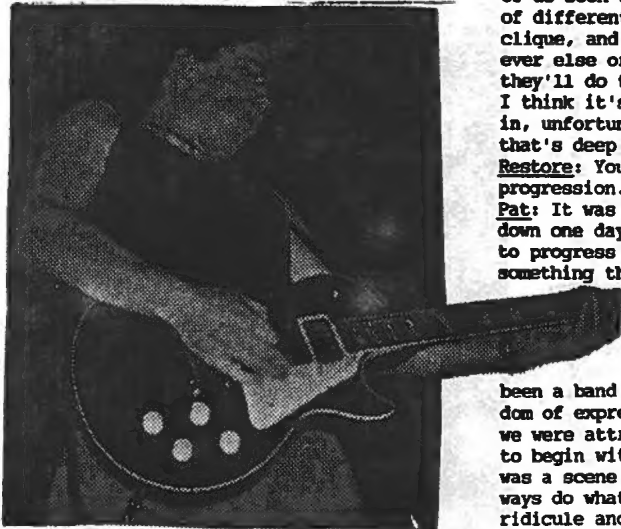 of different
clique, and
ever else or
they'll do t
I think it's
in, unfortun
that's deep
Restore: You
progression.
Pat: It was
down one day
to progress
something th
been a band
dom of expre
we were attr
to begin wit
was a scene
ways do what
ridicule and